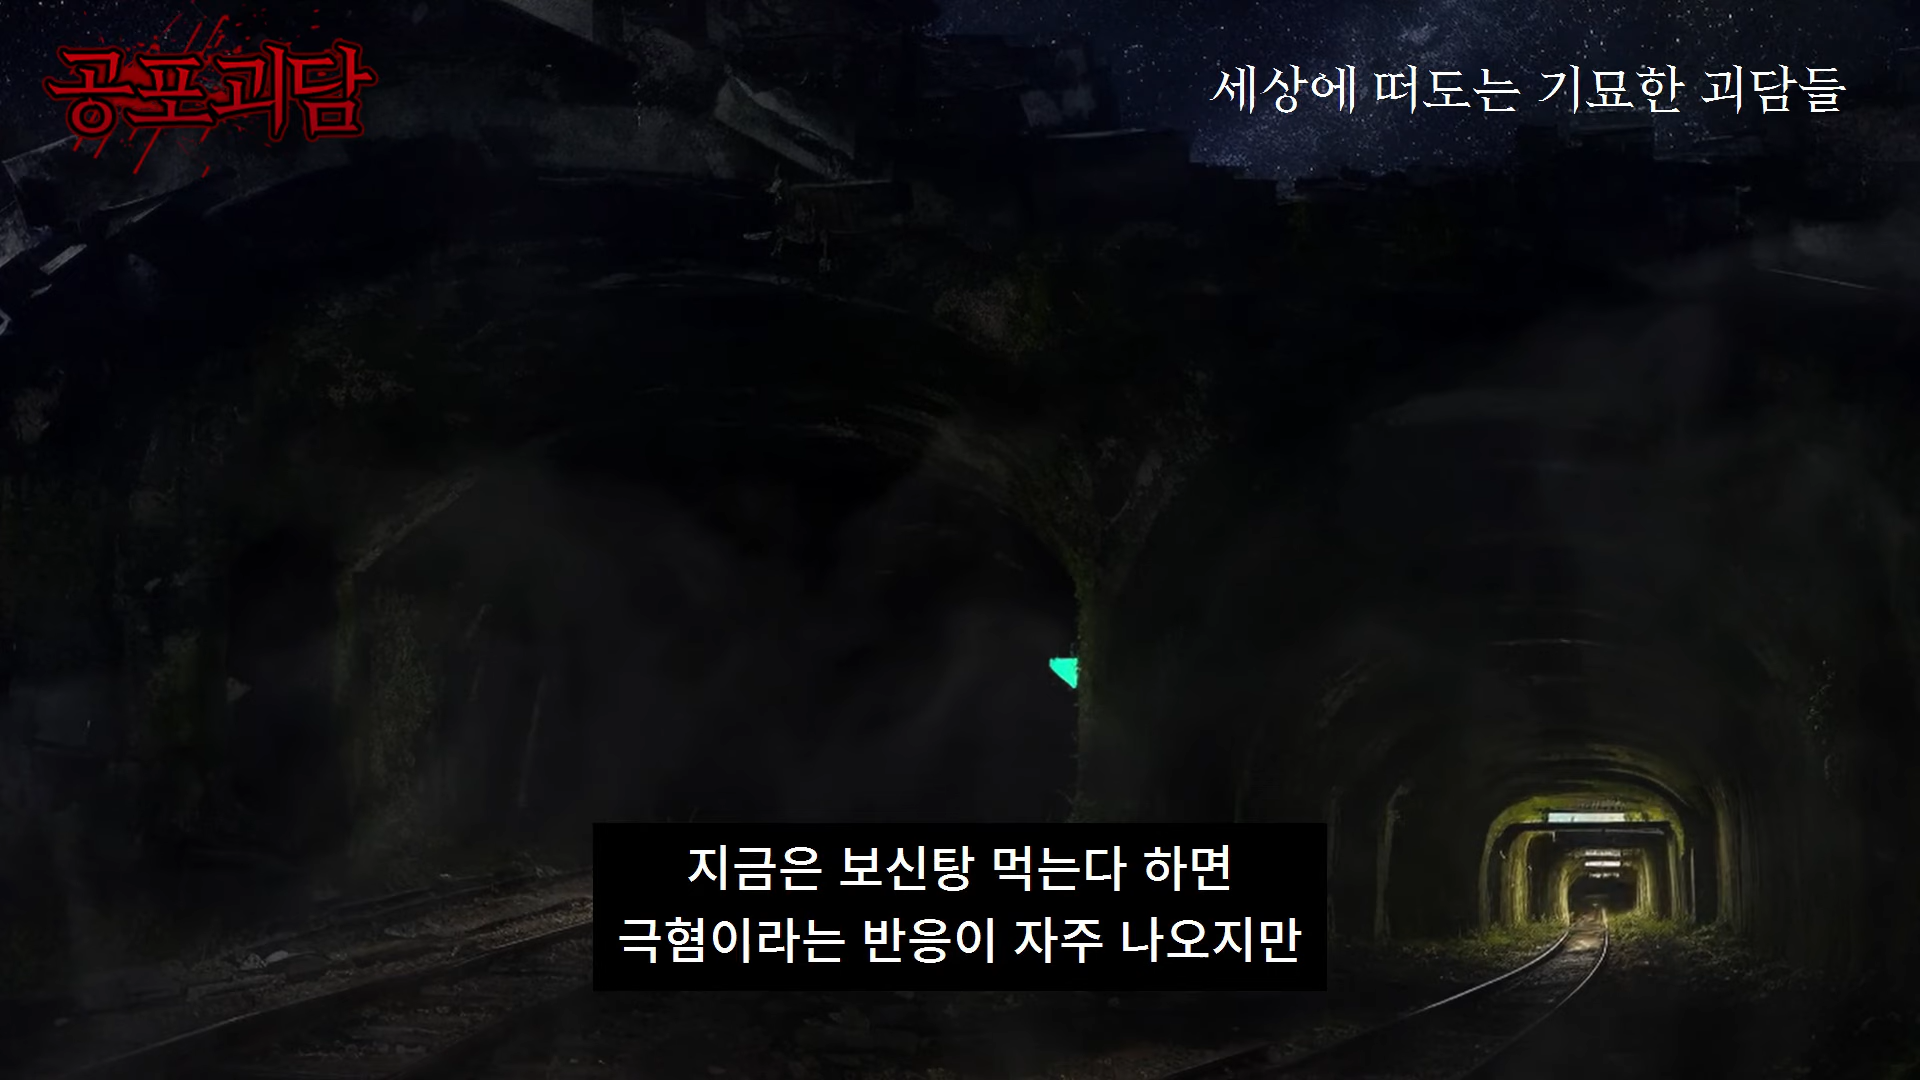 공포괴담
세상에 떠도는 기묘한 괴담들
지금은 보신탕 먹는다 하면
극혐이라는 반응이 자주 나오지만